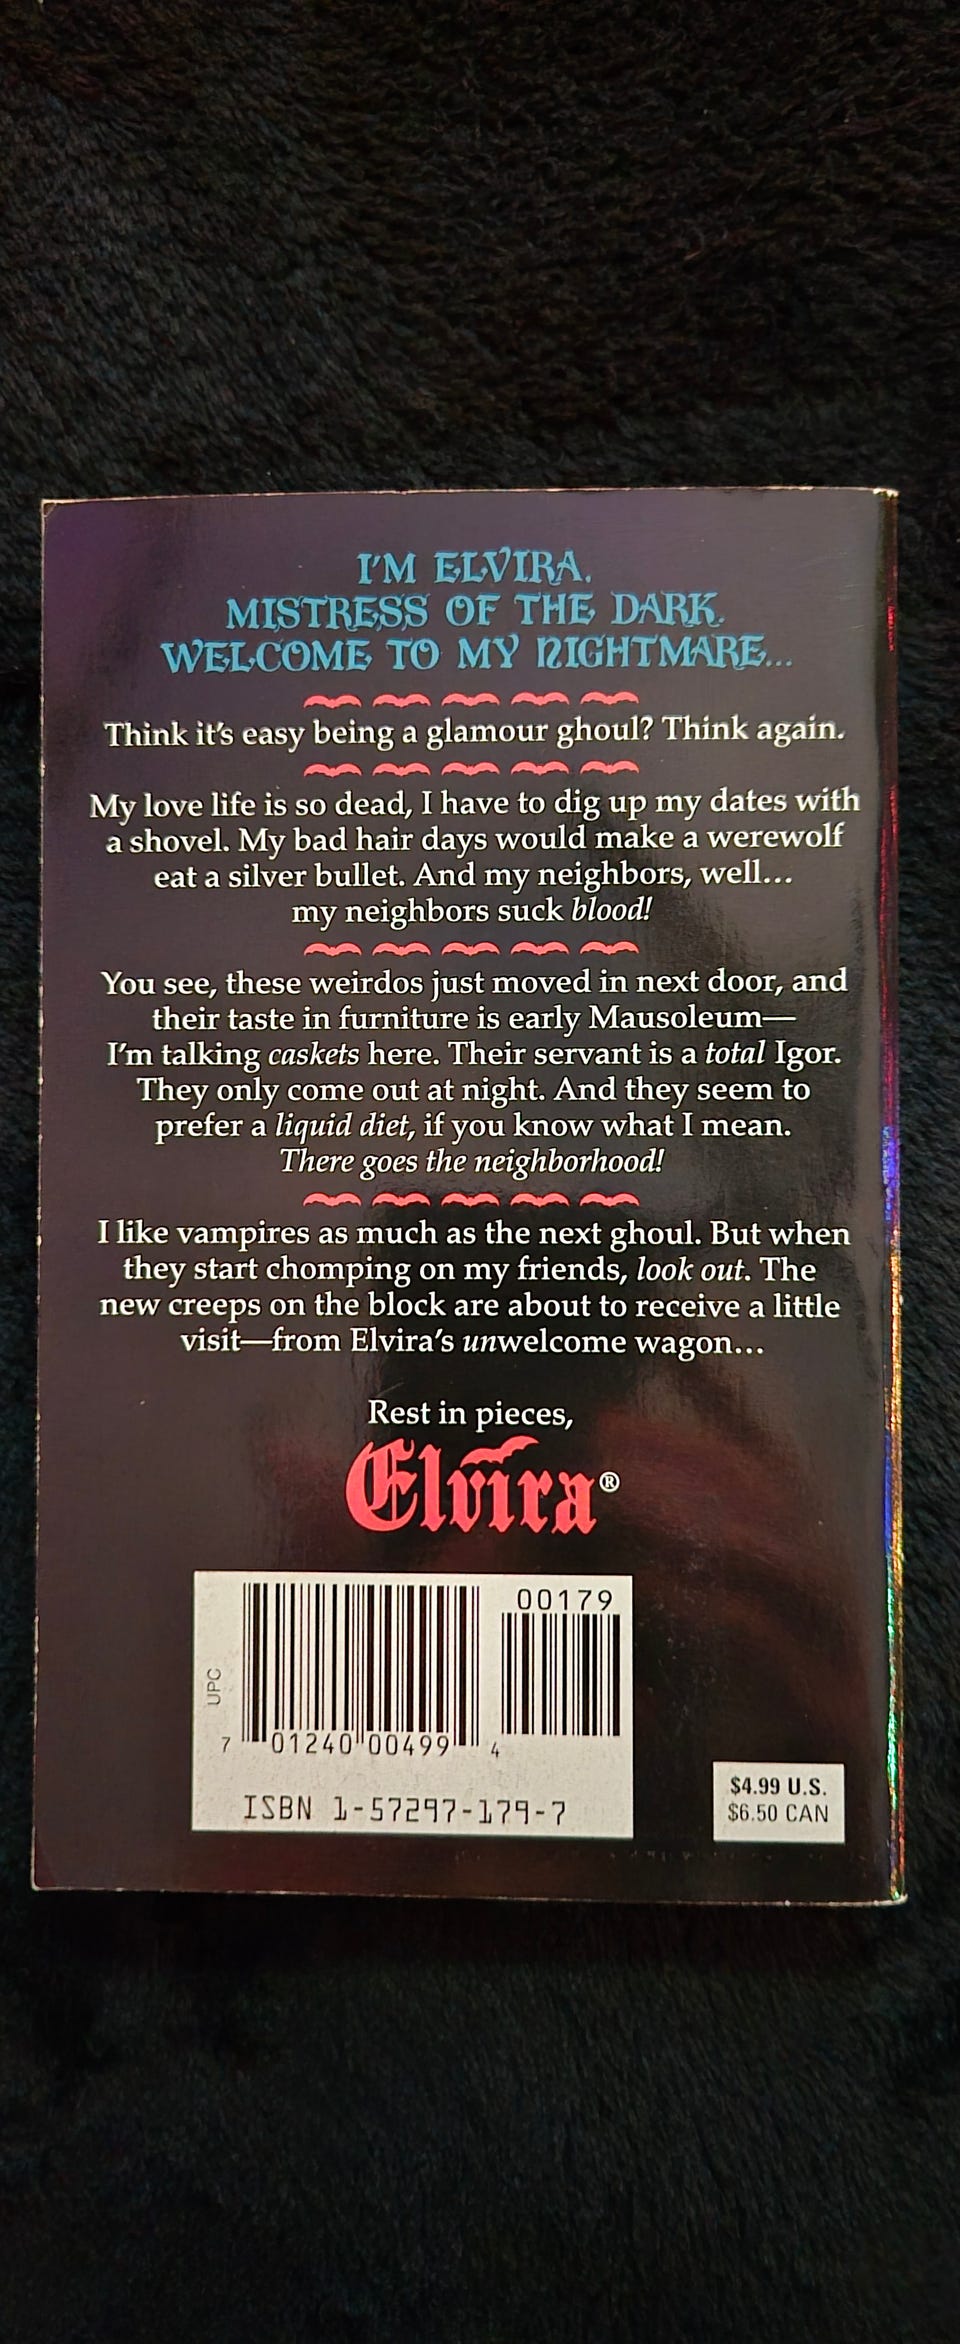 I'M ELVIRA.
MISTRESS OF THE DARK.
WELCOME TO MY NIGHTMARE...
Think it's easy being a glamour ghoul? Think again.
My love life is so dead, I have to dig up my dates with
a shovel. My bad hair days would make a werewolf
eat a silver bullet. And my neighbors, well...
my neighbors suck blood!
You see, these weirdos just moved in next door, and
their taste in furniture is early Mausoleum—
I'm talking caskets here. Their servant is a total Igor.
They only come out at night. And they seem to
prefer a liquid diet, if you know what I mean.
There goes the neighborhood!
I like vampires as much as the next ghoul. But when
they start chomping on my friends, look out. The
new creeps on the block are about to receive a little
visit—from Elvira's unwelcome wagon...
Rest in pieces,
Elvira®
00179
UPC
7 01240 00499 4
ISBN 1-57297-179-7
$4.99 U.S.
$6.50 CAN